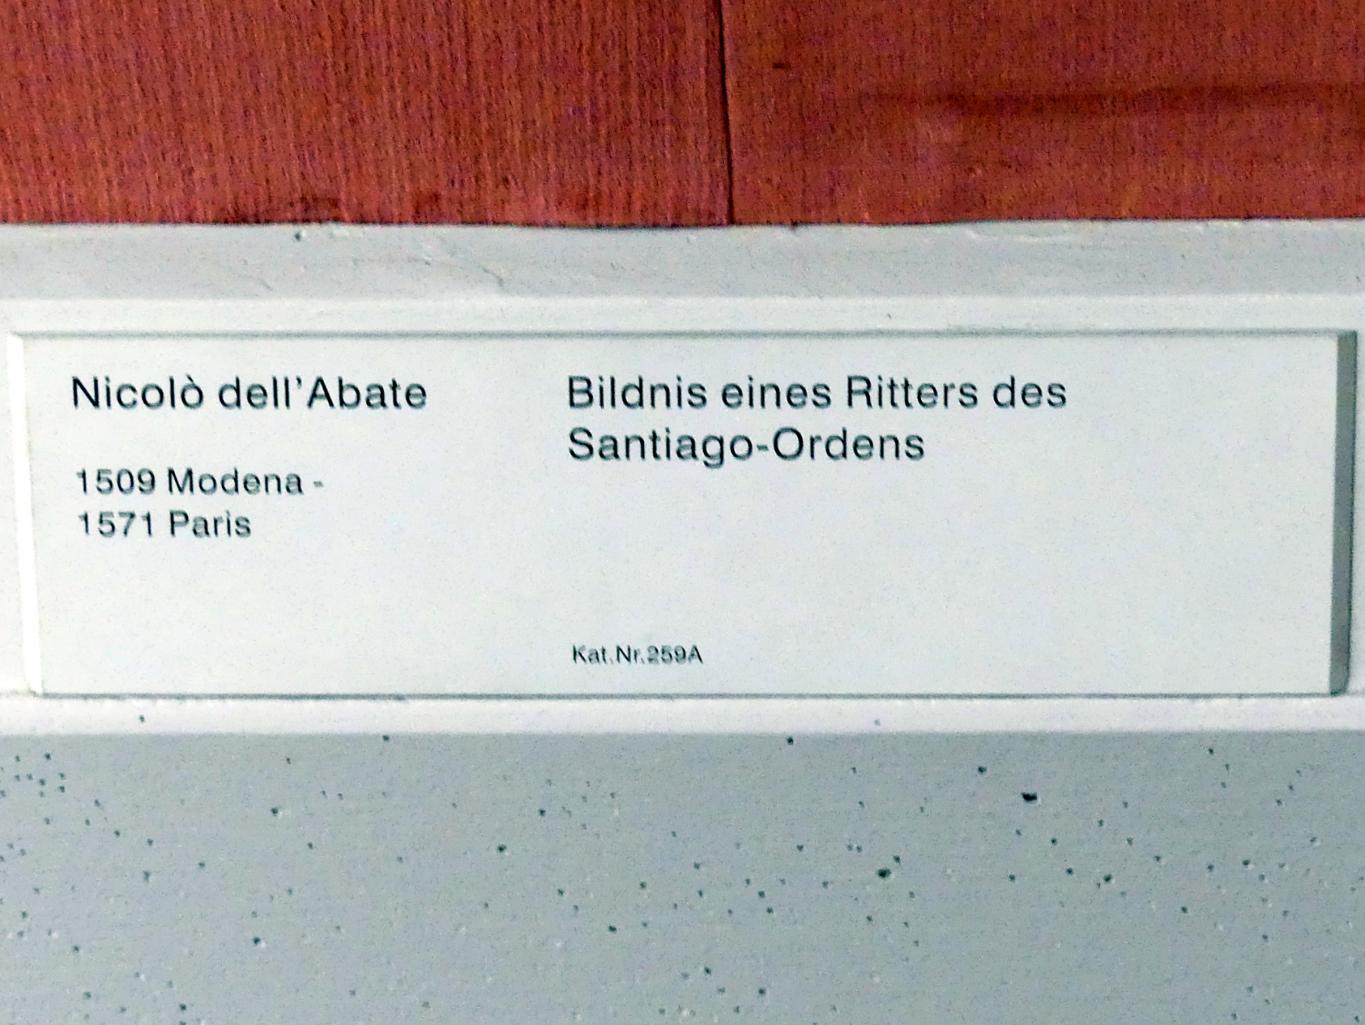 Nicolò dell'Abate
1509 Modena -
1571 Paris
Bildnis eines Ritters des
Santiago-Ordens
Kat.Nr.259A